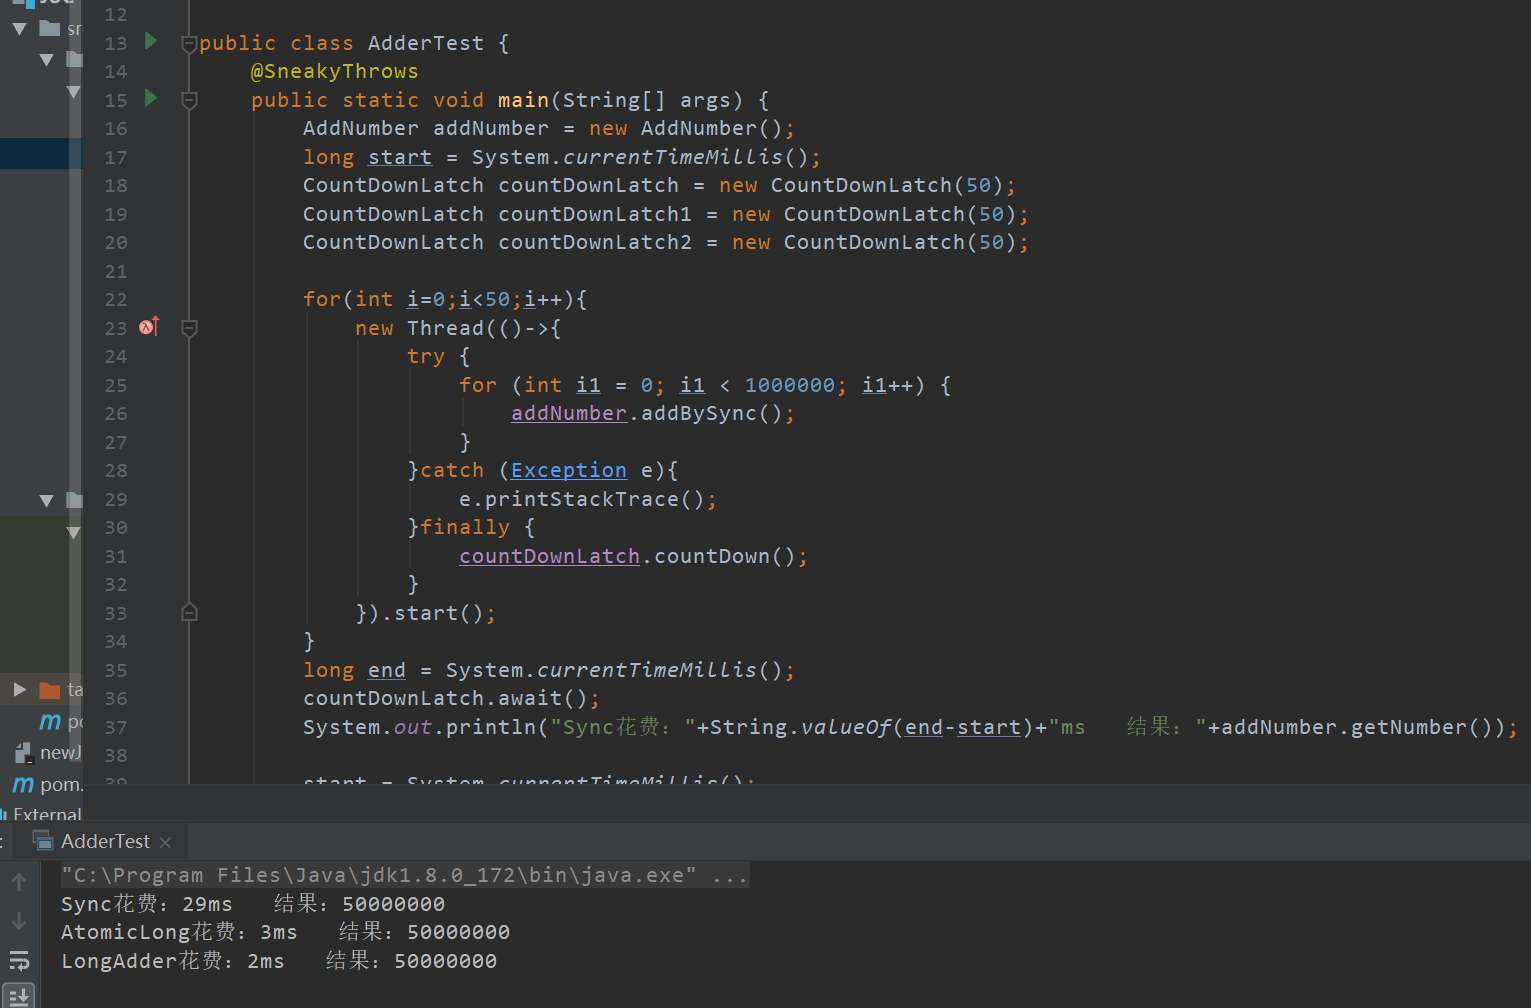 12
sr
13 public class AdderTest {
14 @SneakyThrows
15 public static void main(String[] args) {
16 AddNumber addNumber = new AddNumber();
17 long start = System.currentTimeMillis();
18 CountDownLatch countDownLatch = new CountDownLatch(50);
19 CountDownLatch countDownLatch1 = new CountDownLatch(50);
20 CountDownLatch countDownLatch2 = new CountDownLatch(50);
21
22 for(int i=0;i<50;i++){
23 new Thread(()->{
24 try {
25 for (int i1 = 0; i1 < 1000000; i1++) {
26 addNumber.addBySync();
27 }
28 }catch (Exception e){
29 e.printStackTrace();
30 }finally {
31 countDownLatch.countDown();
32 }
33 }).start();
34 }
35 long end = System.currentTimeMillis();
36 countDownLatch.await();
37 System.out.println("Sync花费："+String.valueOf(end-start)+"ms   结果："+addNumber.getNumber());
38
39 start = System.currentTimeMillis();
ta
po
newJ
pom.
External
AdderTest
"C:\Program Files\Java\jdk1.8.0_172\bin\java.exe" ...
Sync花费：29ms   结果：50000000
AtomicLong花费：3ms   结果：50000000
LongAdder花费：2ms   结果：50000000